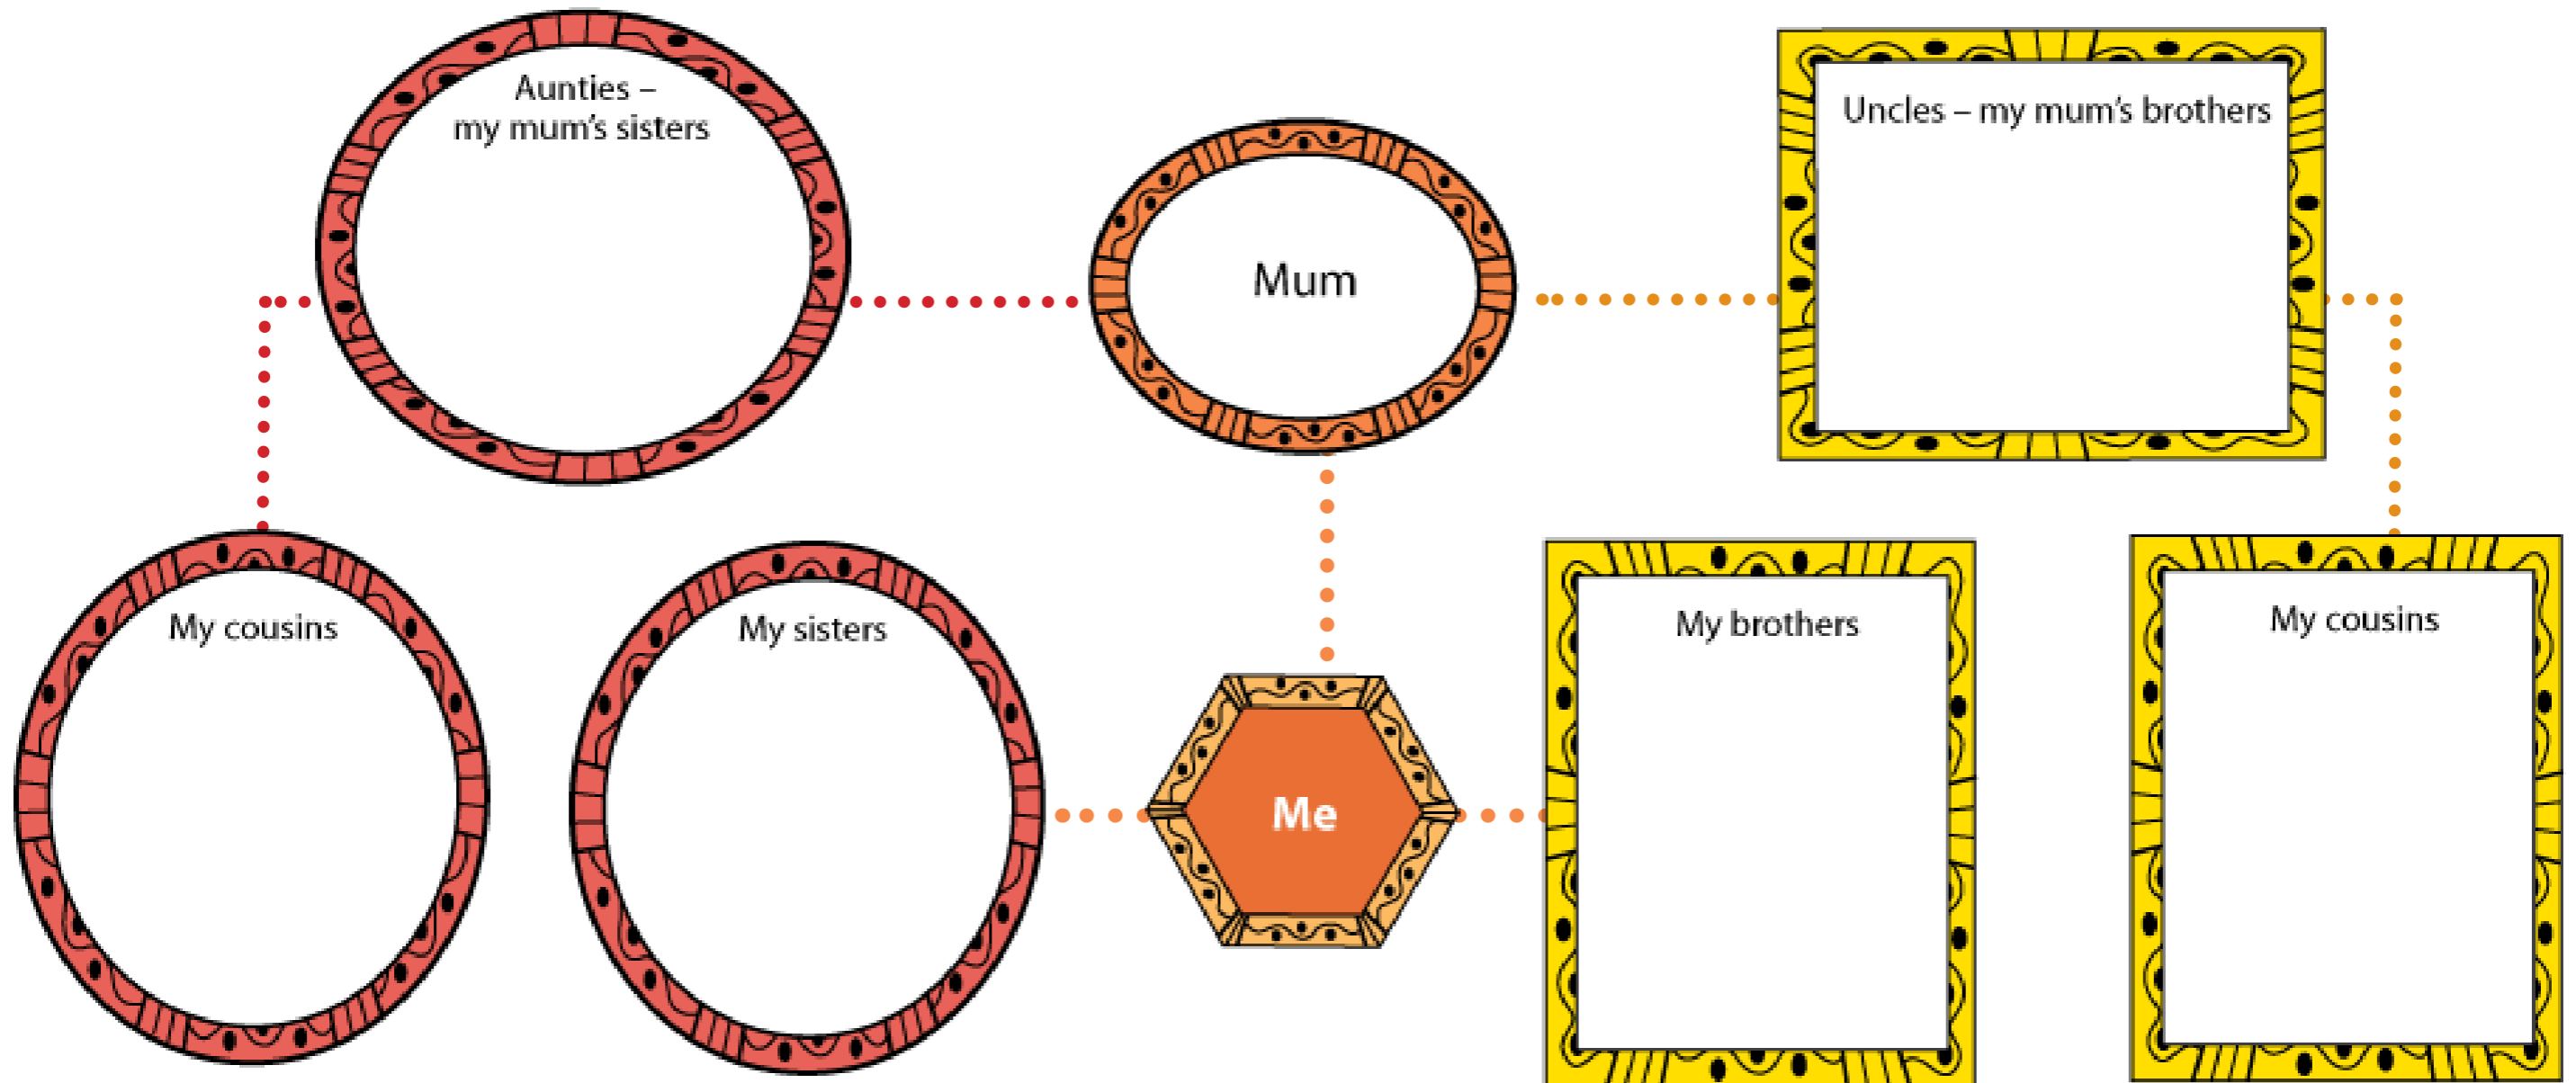 Aunties –
my mum's sisters
Mum
Uncles – my mum's brothers
My cousins
My sisters
Me
My brothers
My cousins